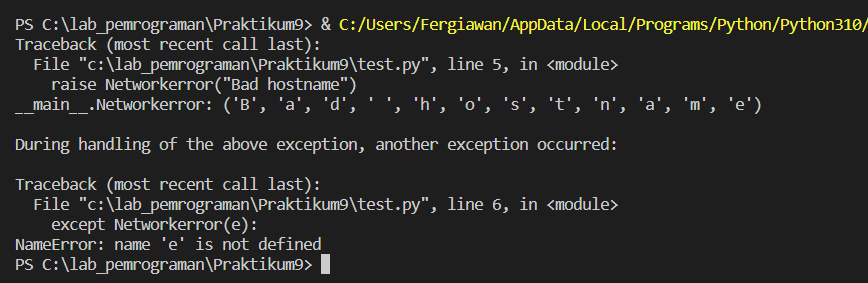 PS C:\lab_pemrograman\Praktikum9> & C:/Users/Fergiawan/AppData/Local/Programs/Python/Python310/
Traceback (most recent call last):
  File "c:\lab_pemrograman\Praktikum9\test.py", line 5, in <module>
    raise Networkerror("Bad hostname")
__main__.Networkerror: ('B', 'a', 'd', ' ', 'h', 'o', 's', 't', 'n', 'a', 'm', 'e')
During handling of the above exception, another exception occurred:
Traceback (most recent call last):
  File "c:\lab_pemrograman\Praktikum9\test.py", line 6, in <module>
    except Networkerror(e):
NameError: name 'e' is not defined
PS C:\lab_pemrograman\Praktikum9>